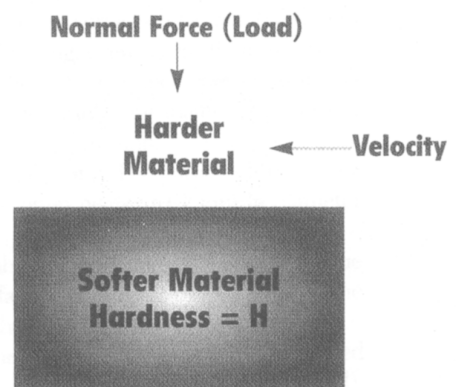 Normal Force (Load)
Harder
Material
Velocity
Softer Material
Hardness = H